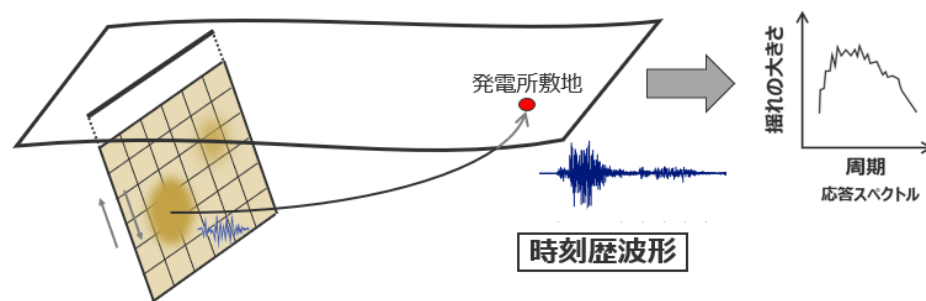 発電所敷地
時刻歴波形
揺れの大きさ
周期
応答スペクトル